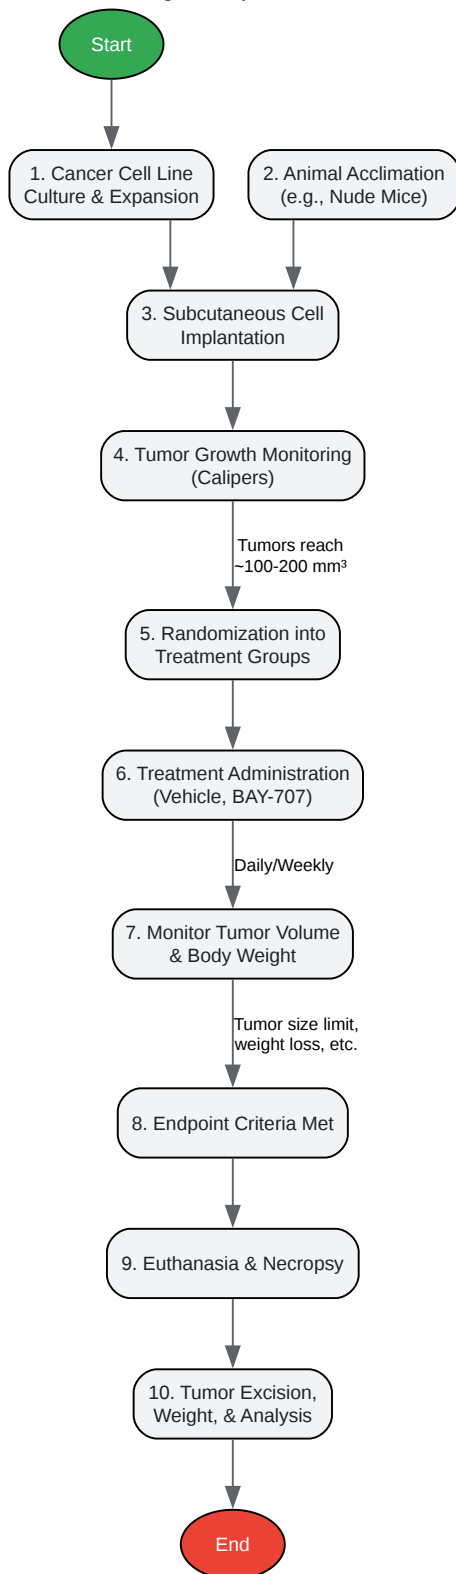 Start
1. Cancer Cell Line
Culture & Expansion
2. Animal Acclimation
(e.g., Nude Mice)
3. Subcutaneous Cell
Implantation
4. Tumor Growth Monitoring
(Calipers)
Tumors reach
~100-200 mm³
5. Randomization into
Treatment Groups
6. Treatment Administration
(Vehicle, BAY-707)
Daily/Weekly
7. Monitor Tumor Volume
& Body Weight
Tumor size limit,
weight loss, etc.
8. Endpoint Criteria Met
9. Euthanasia & Necropsy
10. Tumor Excision,
Weight, & Analysis
End